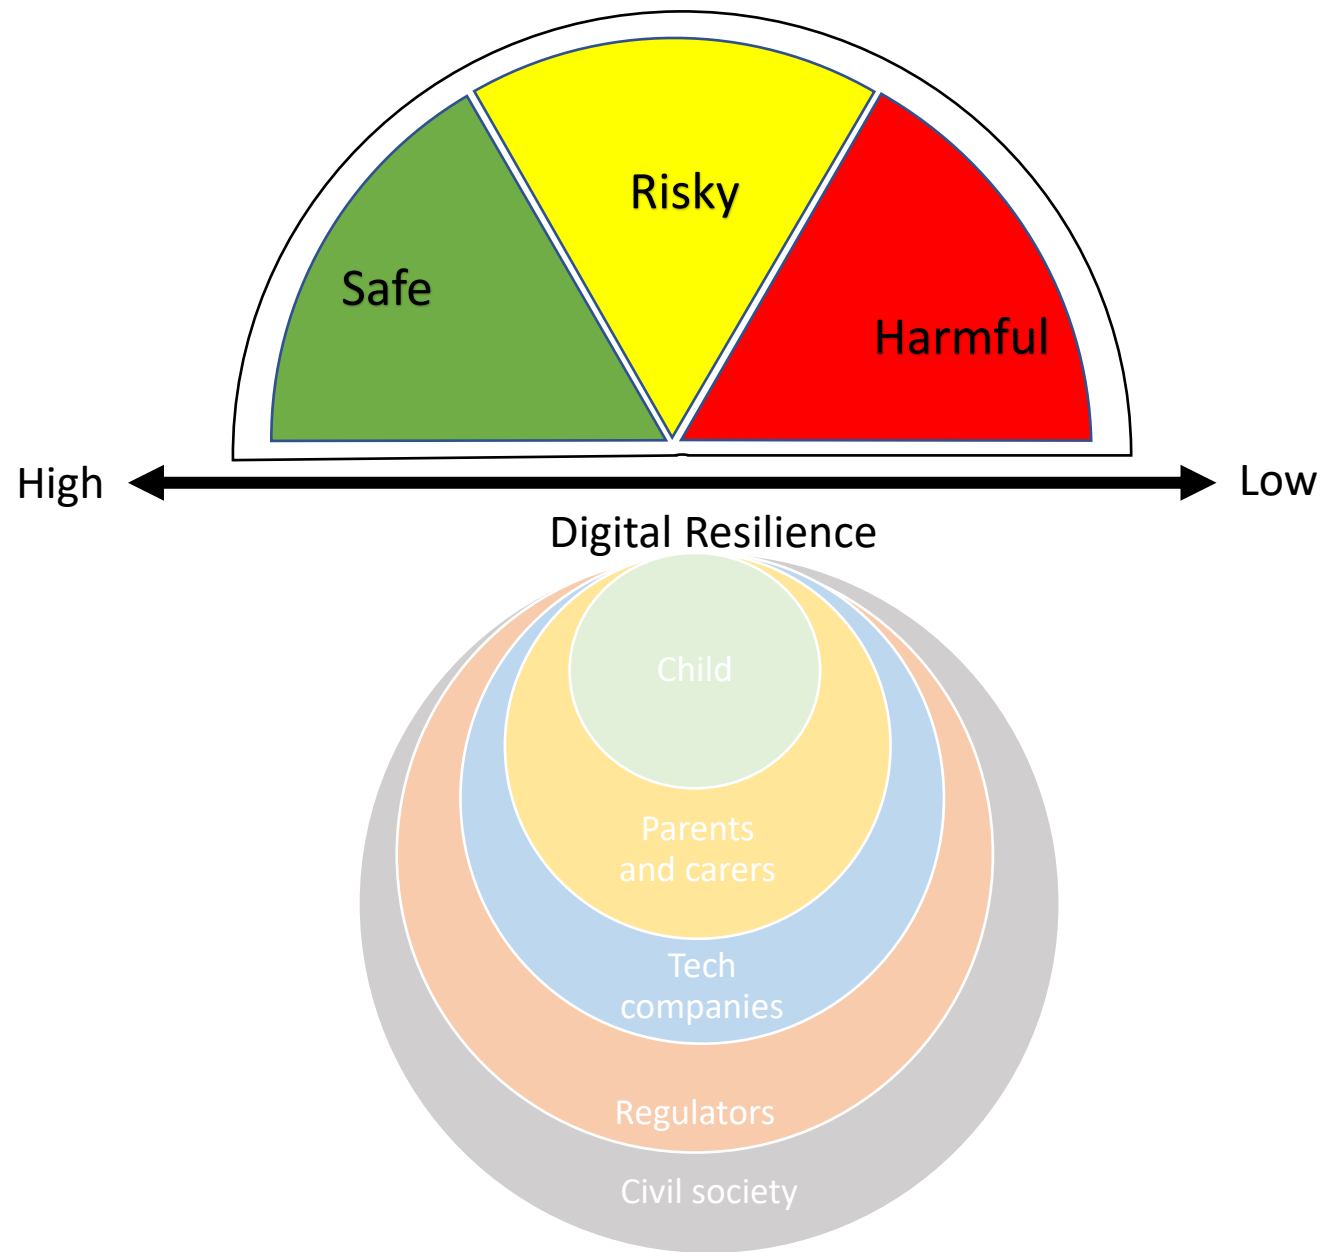 Risky
Safe
Harmful
High
Low
Digital Resilience
Child
Parents
and carers
Tech
companies
Regulators
Civil society